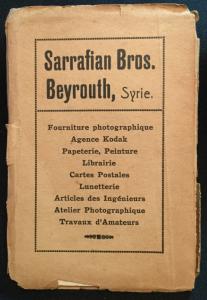 Sarrafian Bros.
Beyrouth, Syrie.
Fourniture photographique
Agence Kodak
Papeterie, Peinture
Librairie
Cartes Postales
Lunetterie
Articles des Ingénieurs
Atelier Photographique
Travaux d'Amateurs